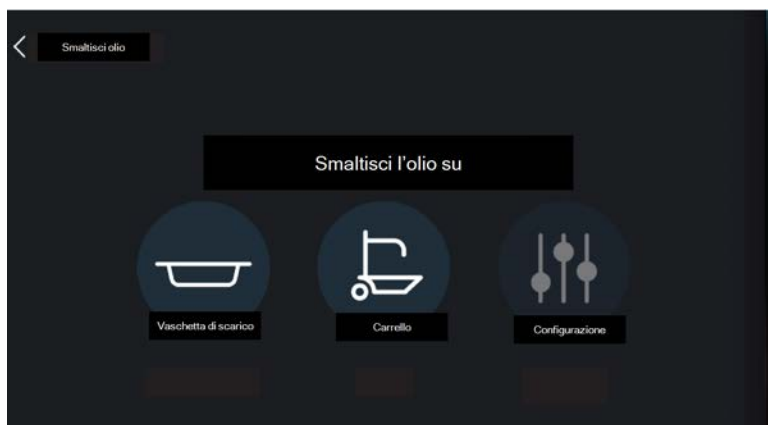 Smaltisci olio
Smaltisci l'olio su
Vaschetta di scarico
Carrello
Configurazione